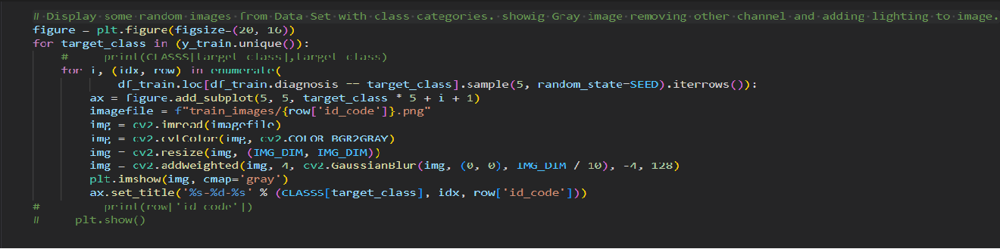 # Display some random images from Data Set with class categories. showig Gray image removing other channel and adding lighting to image.
figure = plt.figure(figsize=(20, 16))
for target_class in (y_train.unique()):
#     print(CLASSS[target_class],target_class)
for i, (idx, row) in enumerate(
df_train.loc[df_train.diagnosis == target_class].sample(5, random_state=SEED).iterrows()):
ax = figure.add_subplot(5, 5, target_class * 5 + i + 1)
imagefile = f"train_images/{row['id_code']}.png"
img = cv2.imread(imagefile)
img = cv2.cvtColor(img, cv2.COLOR_BGR2GRAY)
img = cv2.resize(img, (IMG_DIM, IMG_DIM))
img = cv2.addWeighted(img, 4, cv2.GaussianBlur(img, (0, 0), IMG_DIM / 10), -4, 128)
plt.imshow(img, cmap='gray')
ax.set_title('%s-%d-%s' % (CLASSS[target_class], idx, row['id_code']))
#         print(row['id_code'])
#     plt.show()